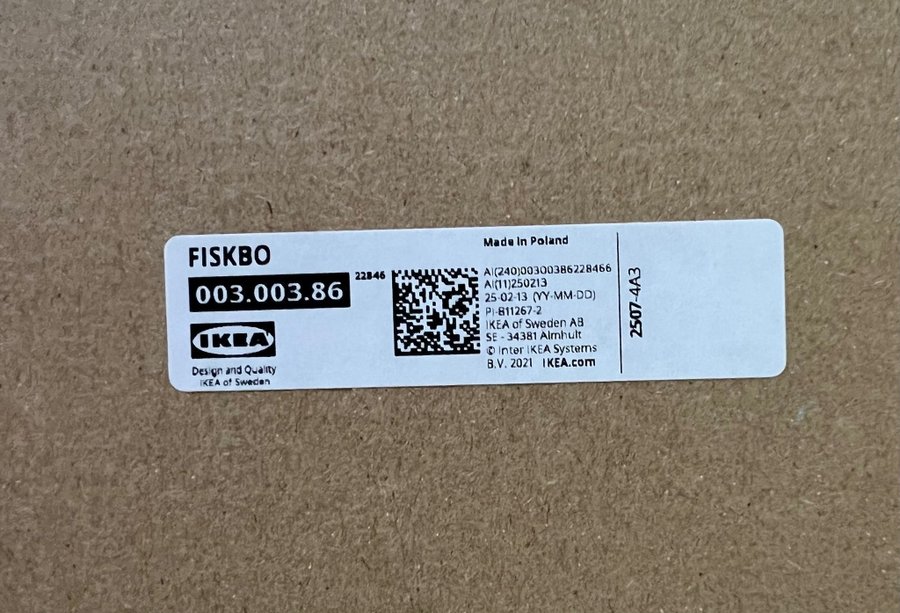 FISKBO
003.003.86
22846
IKEA
Design and Quality
IKEA of Sweden
Made in Poland
AI(240)00300386228466
AI(11)250213
25-02-13 (YY-MM-DD)
PI-811267-2
IKEA of Sweden AB
SE - 34381 Älmhult
© Inter IKEA Systems
B.V. 2021 IKEA.com
2507-4A3